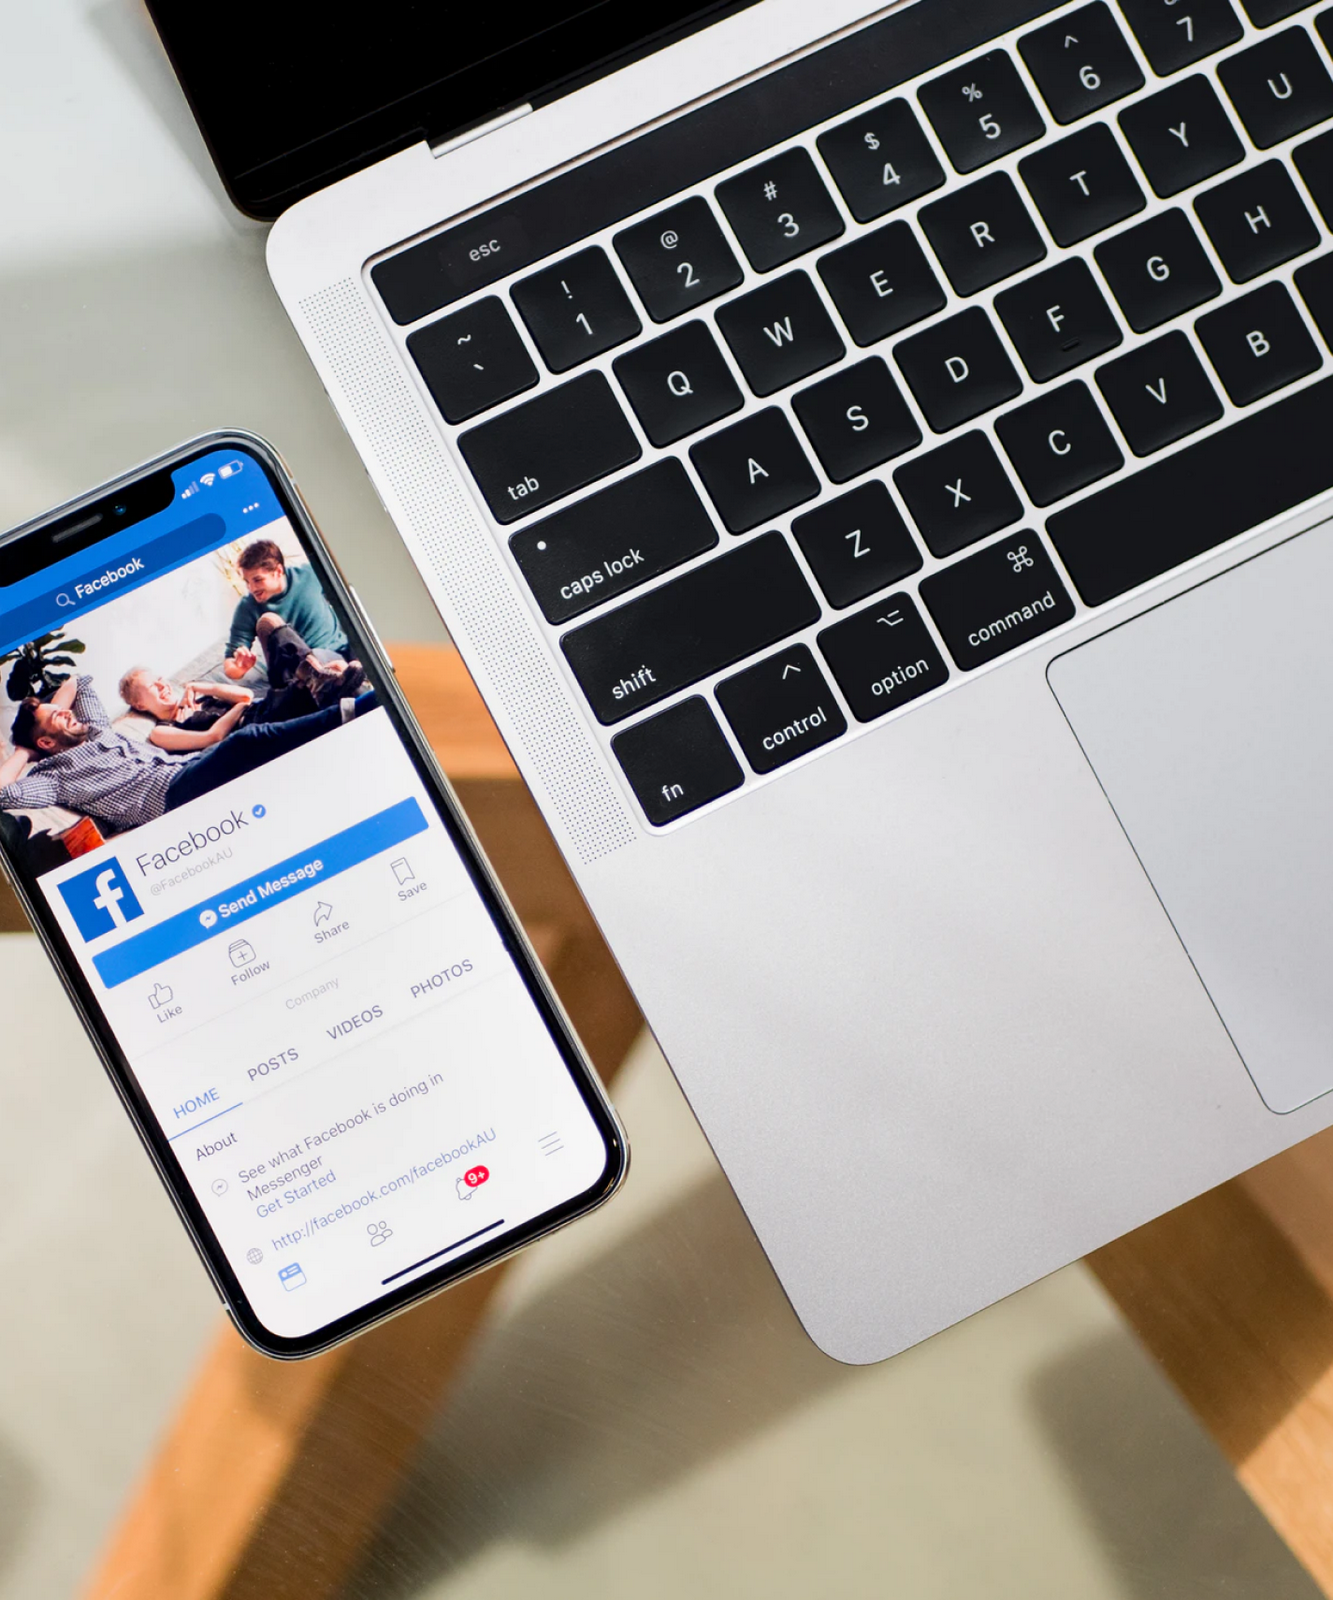 Facebook
Facebook
@FacebookAU
f
Send Message
Like
Follow
Share
Save
Company
HOME
POSTS
VIDEOS
PHOTOS
About
See what Facebook is doing in
Messenger
Get Started
http://facebook.com/facebookAU
9+
esc
~ ` ! 1 @ 2 # 3 $ 4 % 5 ^ 6 7
tab Q W E R T Y U
caps lock A S D F G H
shift Z X C V B
fn ^ control ⌥ option ⌘ command